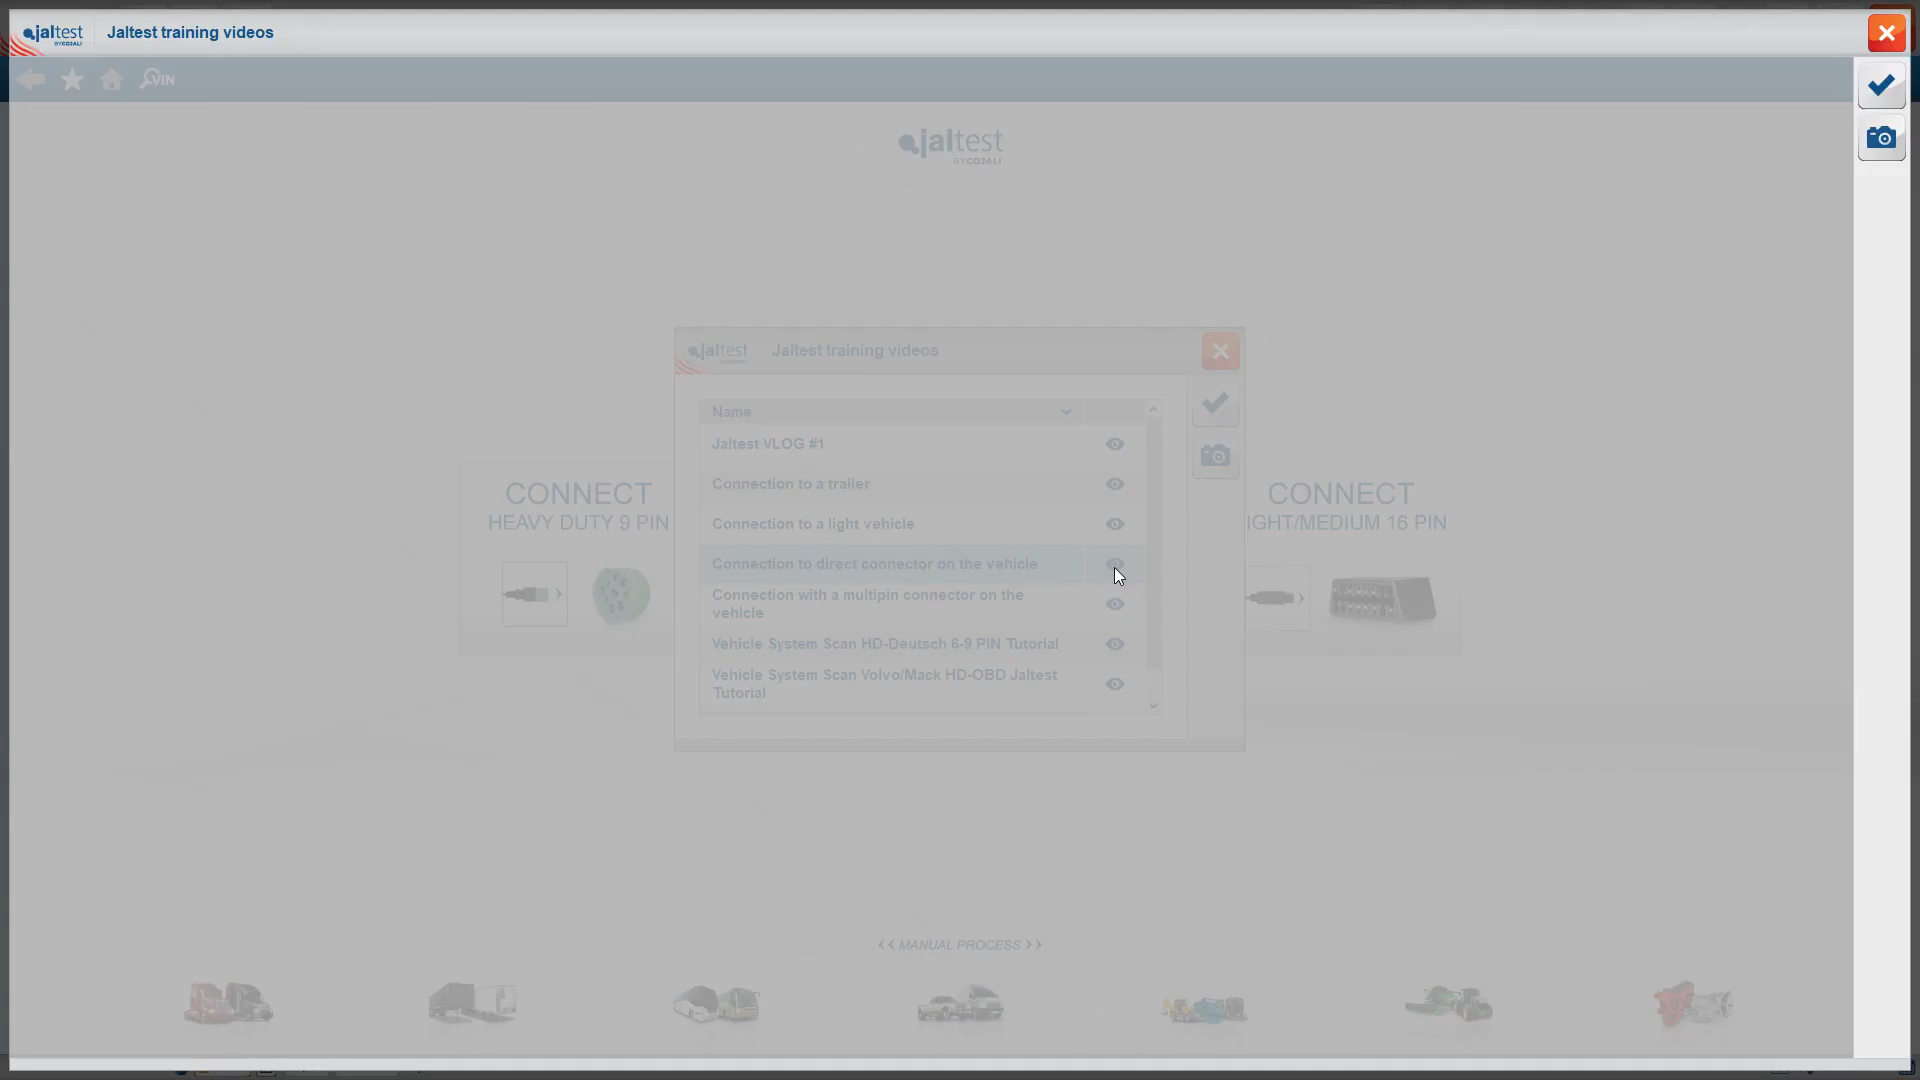 jaltest
BY COJALI
Jaltest training videos
VIN
jaltest
BY COJALI
jaltest
Jaltest training videos
Name
Jaltest VLOG #1
Connection to a trailer
Connection to a light vehicle
Connection to direct connector on the vehicle
Connection with a multipin connector on the
vehicle
Vehicle System Scan HD-Deutsch 6-9 PIN Tutorial
Vehicle System Scan Volvo/Mack HD-OBD Jaltest
Tutorial
CONNECT
HEAVY DUTY 9 PIN
CONNECT
IGHT/MEDIUM 16 PIN
MANUAL PROCESS